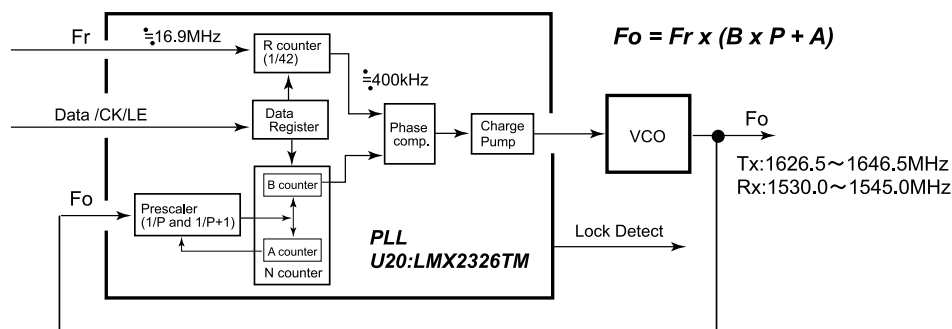 Fr
≒16.9MHz
R counter
(1/42)
Fo = Fr x (B x P + A)
≒400kHz
Data /CK/LE
Data
Register
Phase
comp.
Charge
Pump
VCO
Fo
Tx:1626.5～1646.5MHz
Rx:1530.0～1545.0MHz
B counter
Fo
Prescaler
(1/P and 1/P+1)
A counter
N counter
PLL
U20:LMX2326TM
Lock Detect